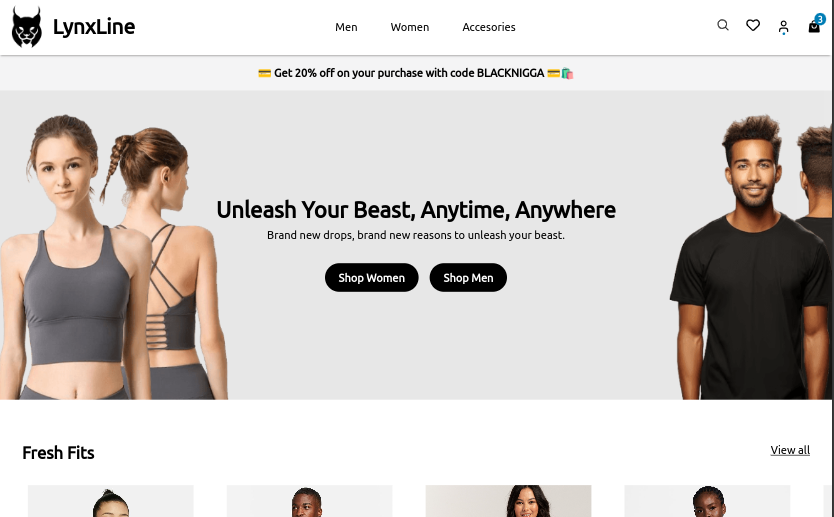 LynxLine
Men Women Accesories
3
💳 Get 20% off on your purchase with code BLACKNIGGA 💳🛍️
Unleash Your Beast, Anytime, Anywhere
Brand new drops, brand new reasons to unleash your beast.
Shop Women Shop Men
Fresh Fits
View all